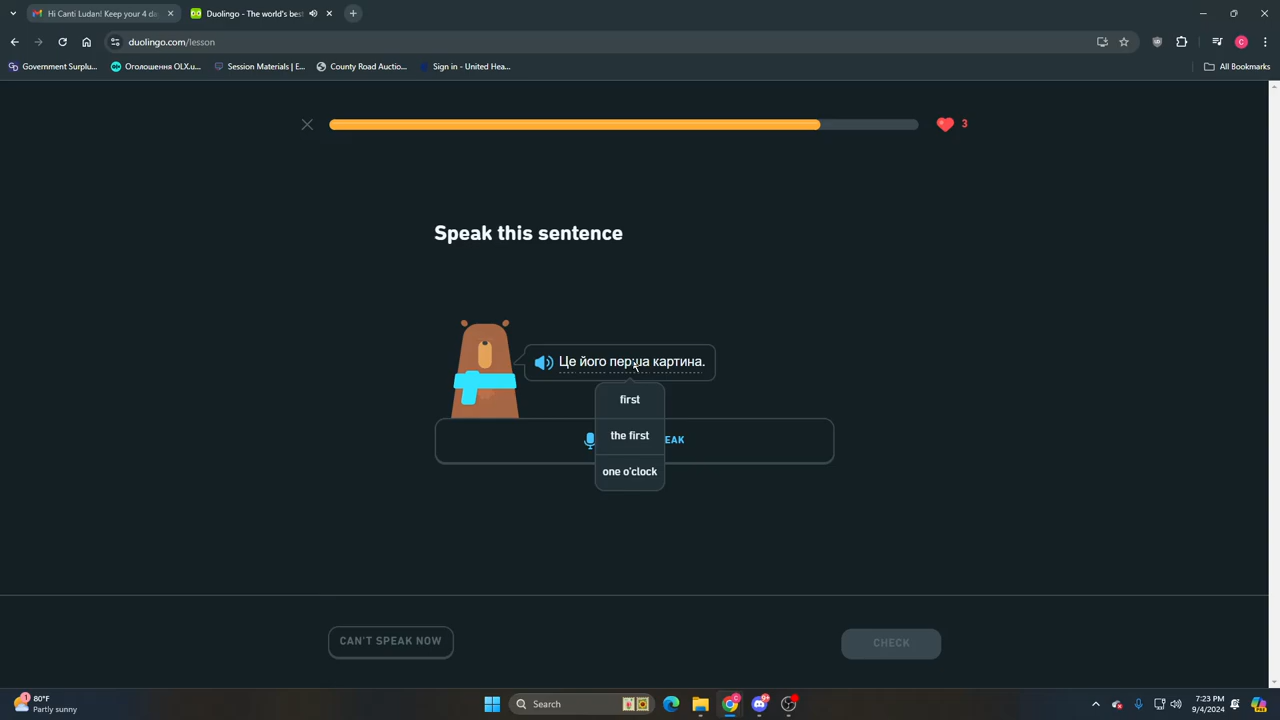 Hi Canti Ludan! Keep your 4 da
Duolingo - The world's best
duolingo.com/lesson
Government Surplu...
Оголошення OLX.u...
Session Materials | E...
County Road Auctio...
Sign in - United Hea...
All Bookmarks
3
Speak this sentence
Це його перша картина.
first
the first
EAK
one o'clock
CAN'T SPEAK NOW
CHECK
1
80°F
Partly sunny
Search
7:23 PM
9/4/2024